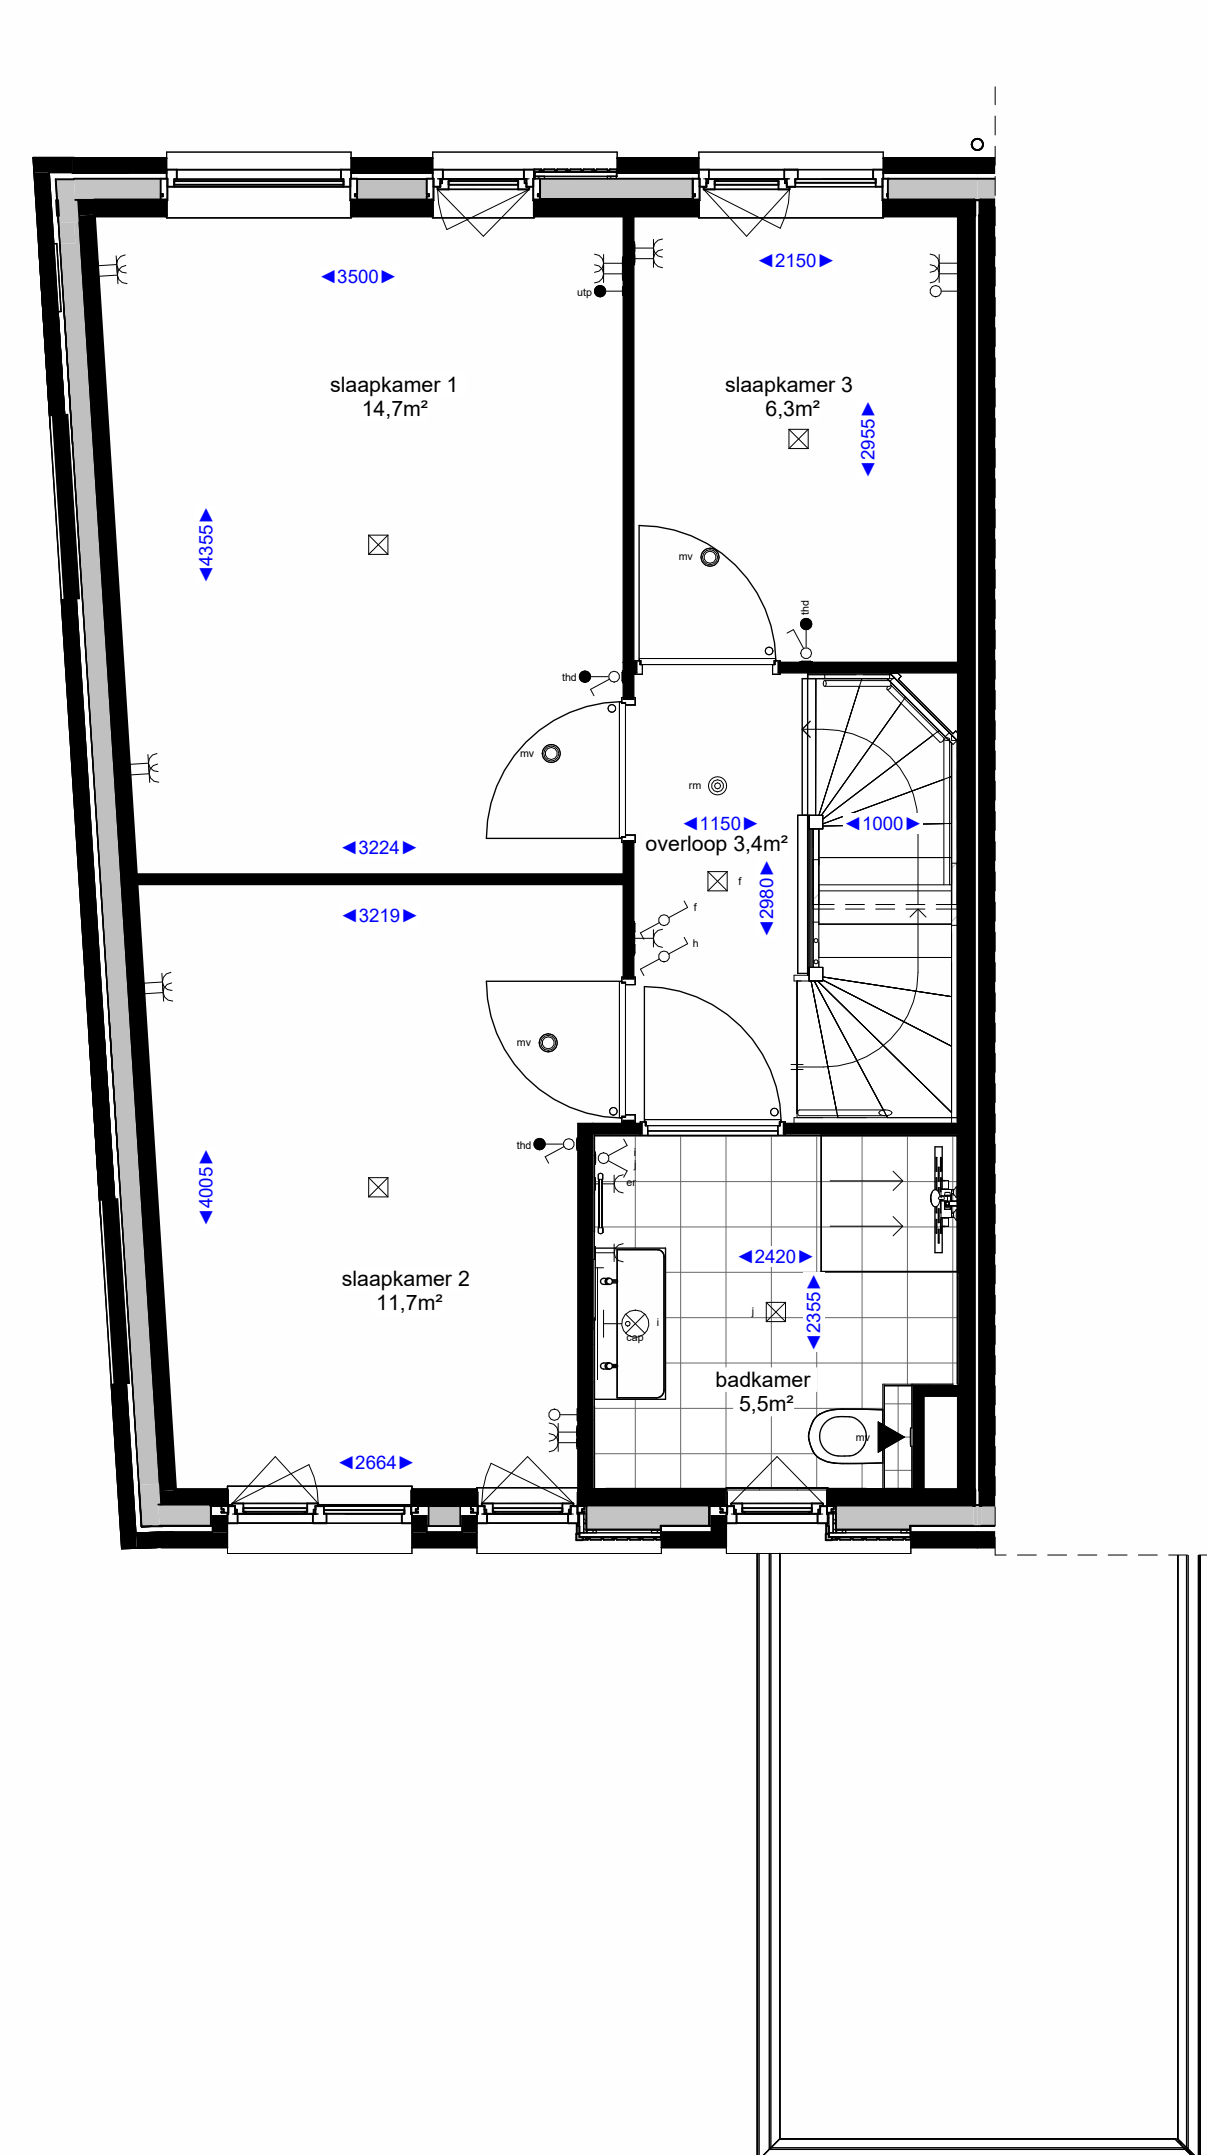 3500
2150
utp
slaapkamer 1
14,7m²
slaapkamer 3
6,3m²
2955
4355
mv
thd
thd
mv
rm
1150
1000
overloop 3,4m²
3224
f
2980
3219
f
h
mv
thd
j
er
4005
2420
slaapkamer 2
11,7m²
2355
j
i
cap
badkamer
5,5m²
mv
2664